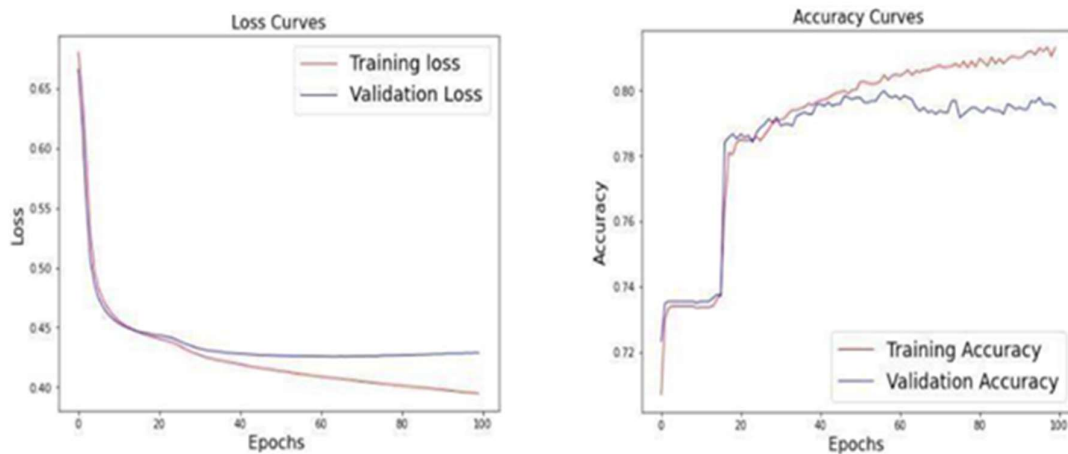 Loss Curves
Training loss
Validation Loss
0.65
0.60
0.55
0.50
0.45
0.40
Loss
0 20 40 60 80 100
Epochs
Accuracy Curves
0.80
0.78
0.76
0.74
0.72
Accuracy
Training Accuracy
Validation Accuracy
0 20 40 60 80 100
Epochs